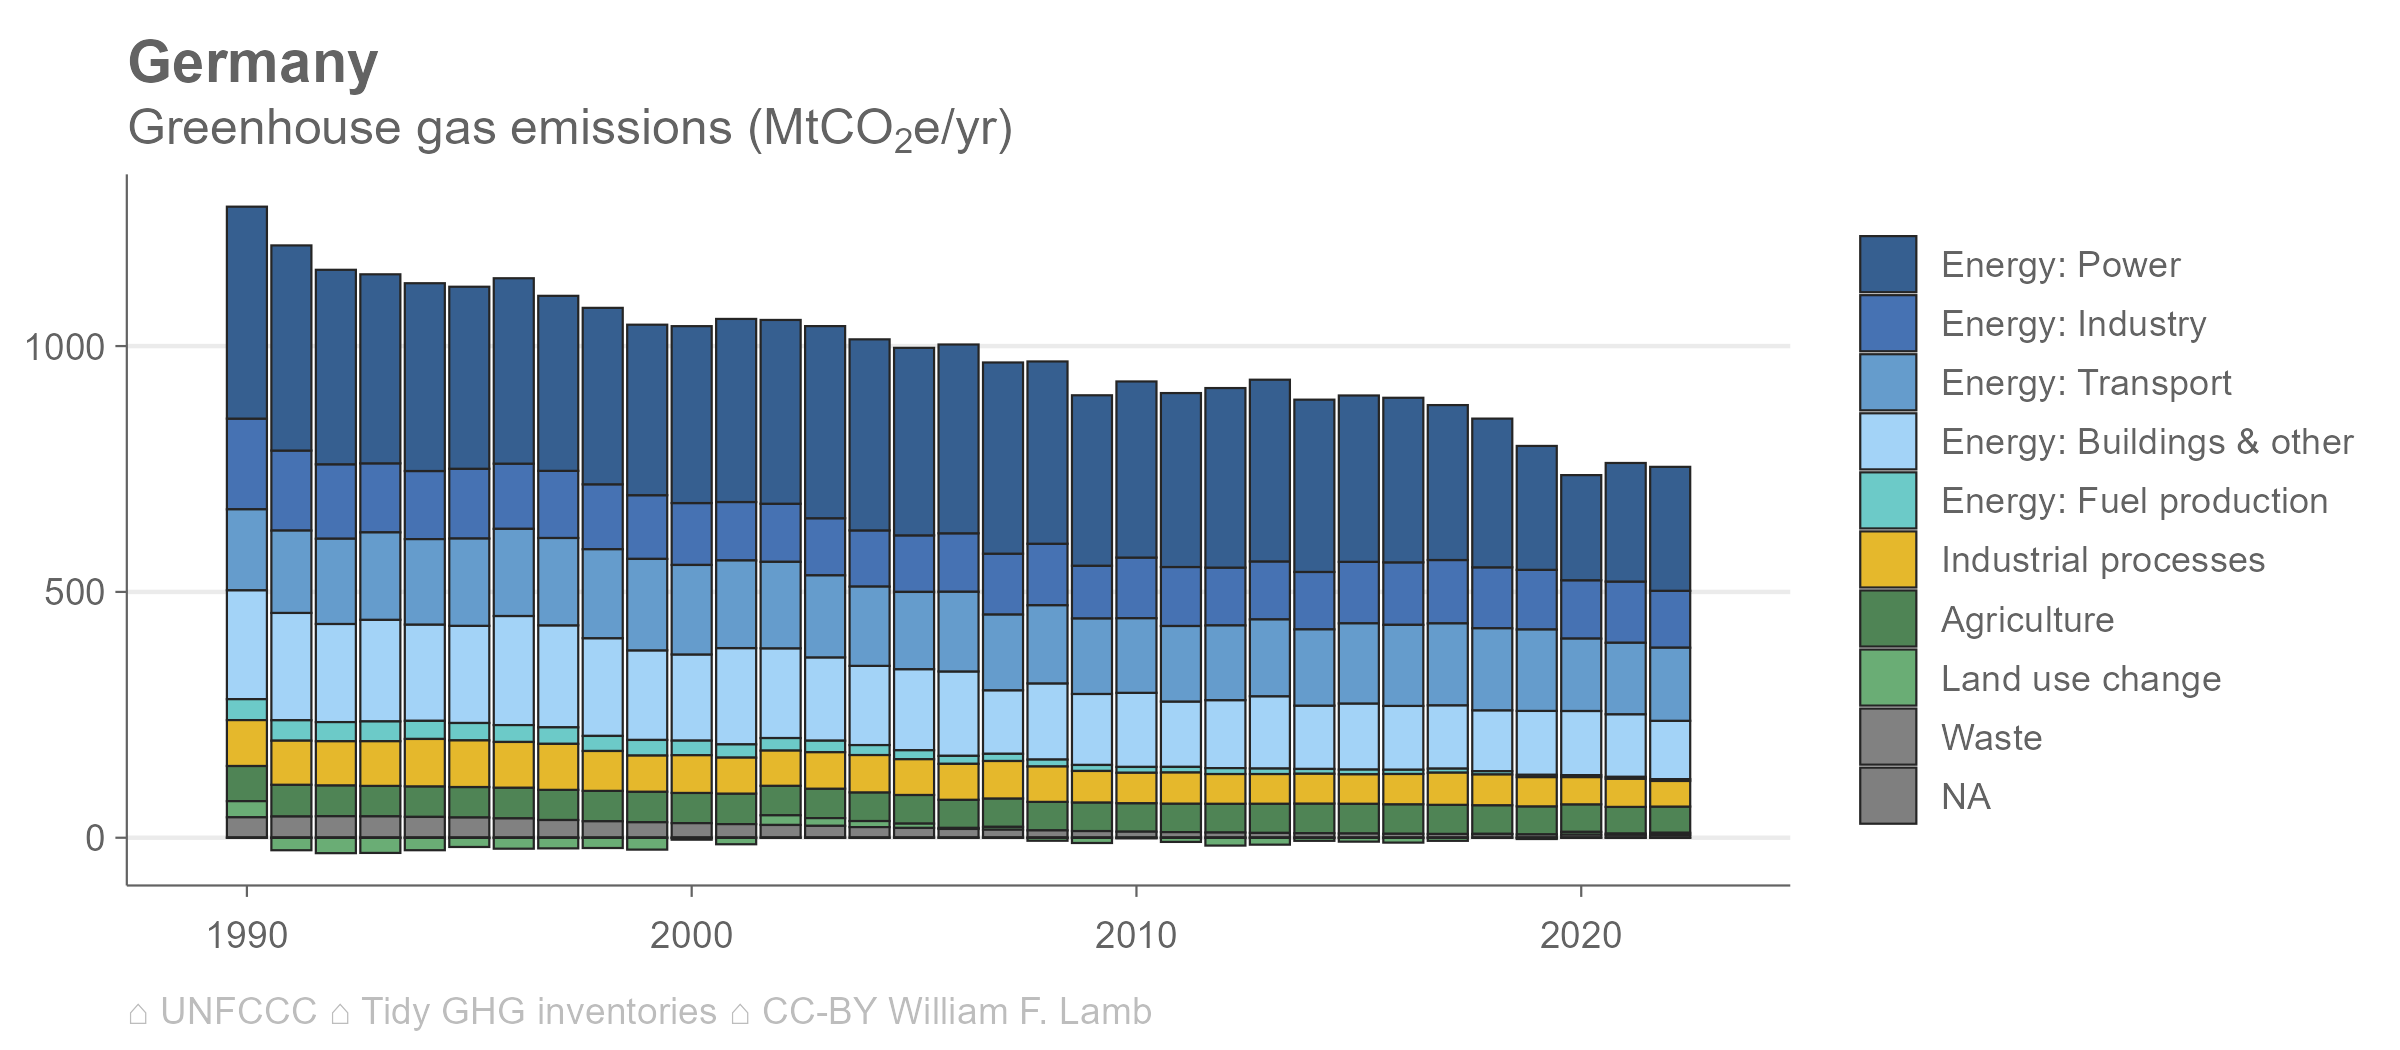 Germany
Greenhouse gas emissions (MtCO₂e/yr)
1000
500
0
1990 2000 2010 2020
Energy: Power
Energy: Industry
Energy: Transport
Energy: Buildings & other
Energy: Fuel production
Industrial processes
Agriculture
Land use change
Waste
NA
⌂ UNFCCC ⌂ Tidy GHG inventories ⌂ CC-BY William F. Lamb